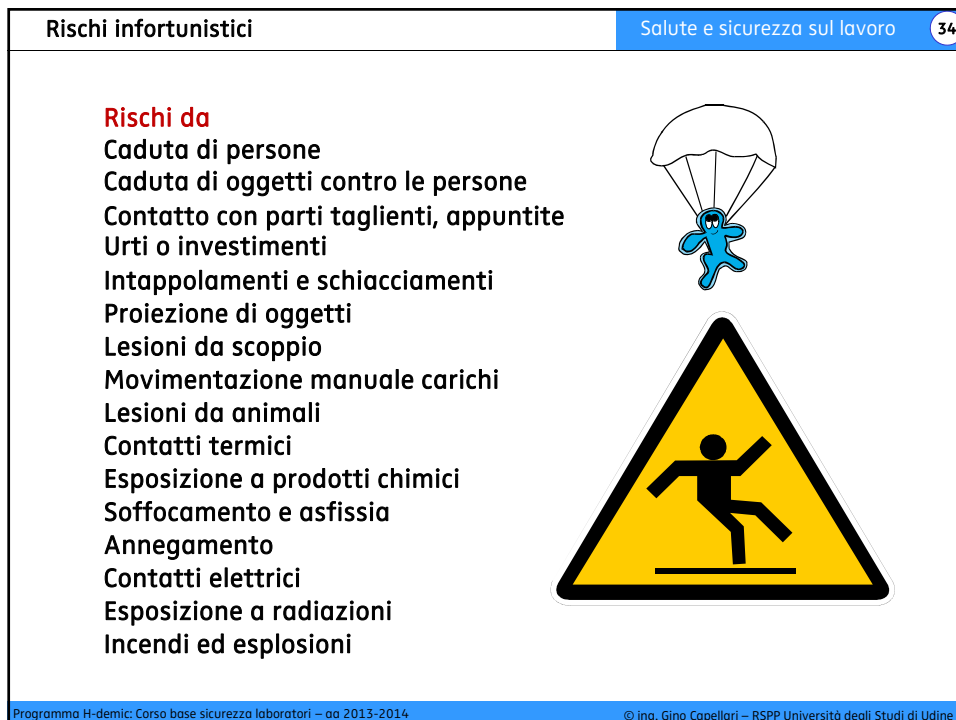 Rischi infortunistici
Salute e sicurezza sul lavoro
34
Rischi da
Caduta di persone
Caduta di oggetti contro le persone
Contatto con parti taglienti, appuntite
Urti o investimenti
Intappolamenti e schiacciamenti
Proiezione di oggetti
Lesioni da scoppio
Movimentazione manuale carichi
Lesioni da animali
Contatti termici
Esposizione a prodotti chimici
Soffocamento e asfissia
Annegamento
Contatti elettrici
Esposizione a radiazioni
Incendi ed esplosioni
Programma H-demic: Corso base sicurezza laboratori – aa 2013-2014
© ing. Gino Capellari – RSPP Università degli Studi di Udine